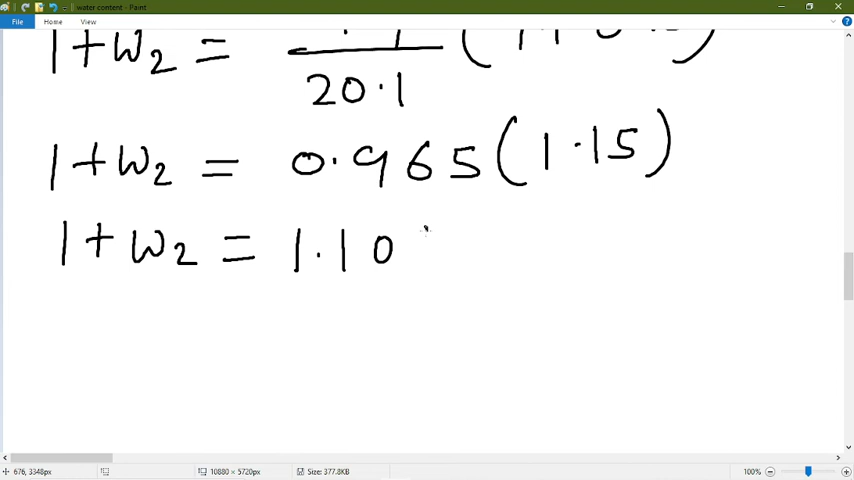 water content - Paint
File Home View
1+w2 =
20.1
1+w2 = 0.965(1.15)
1+w2 = 1.10
676, 3348px 10880 × 5720px Size: 377.8KB 100%